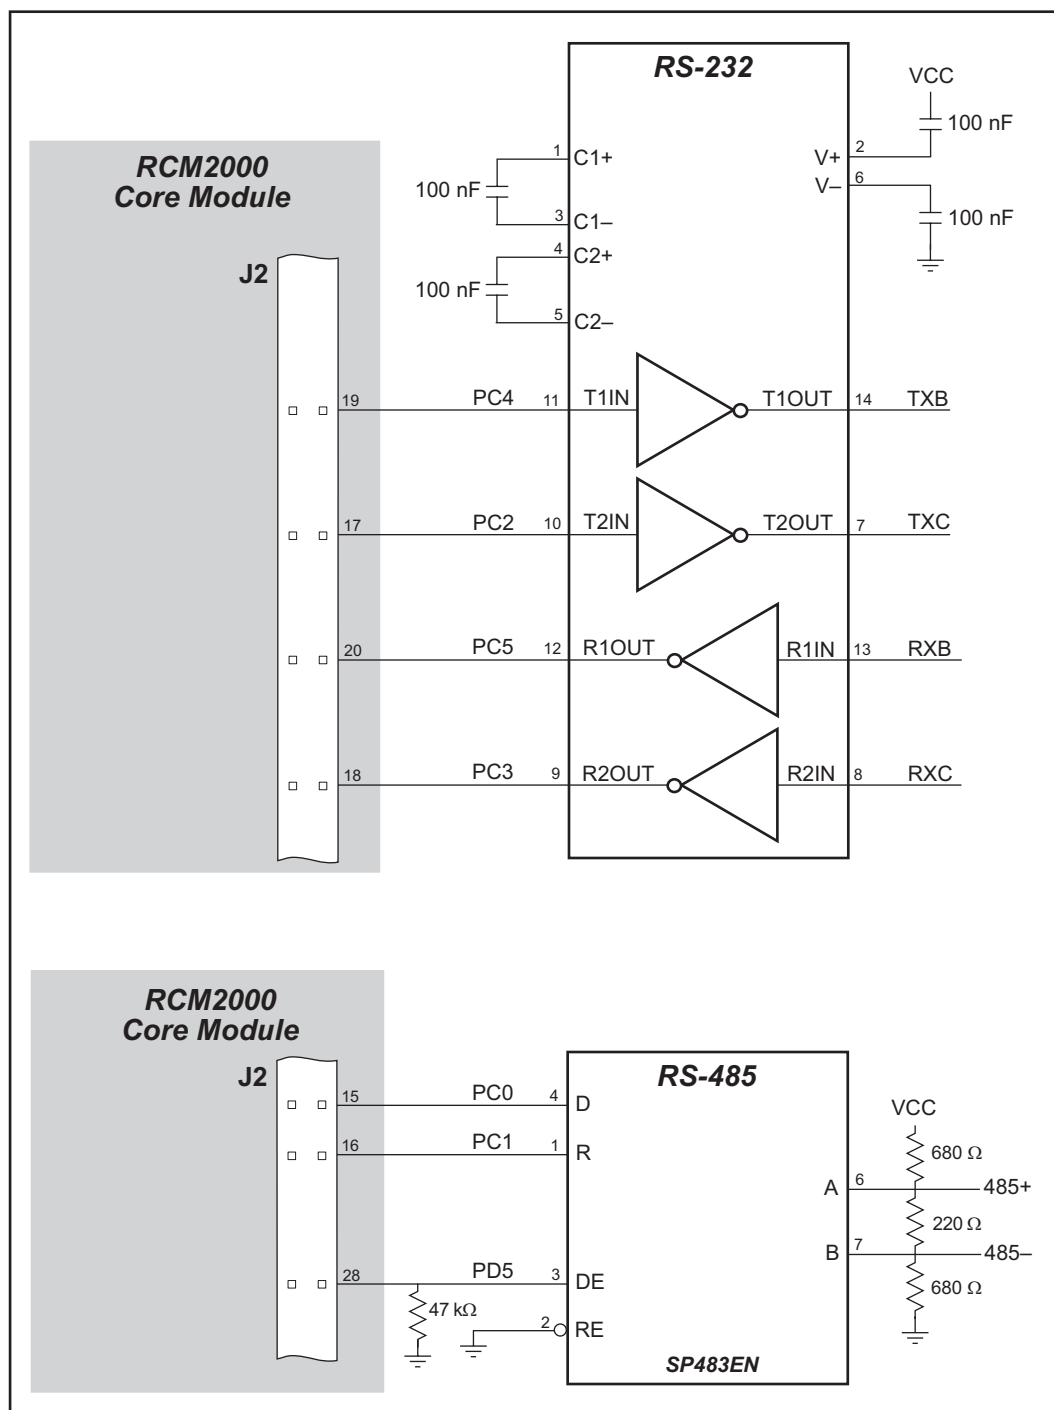 RS-232
VCC
100 nF
RCM2000
Core Module
1
C1+
V+
2
100 nF
V–
6
3
C1–
100 nF
4
C2+
J2
100 nF
5
C2–
19
PC4
11
T1IN
T1OUT
14
TXB
17
PC2
10
T2IN
T2OUT
7
TXC
20
PC5
12
R1OUT
R1IN
13
RXB
18
PC3
9
R2OUT
R2IN
8
RXC
RCM2000
Core Module
J2
RS-485
15
PC0
4
D
VCC
16
PC1
1
R
680 Ω
A
6
485+
220 Ω
B
7
485–
28
PD5
3
DE
680 Ω
47 kΩ
2
RE
SP483EN